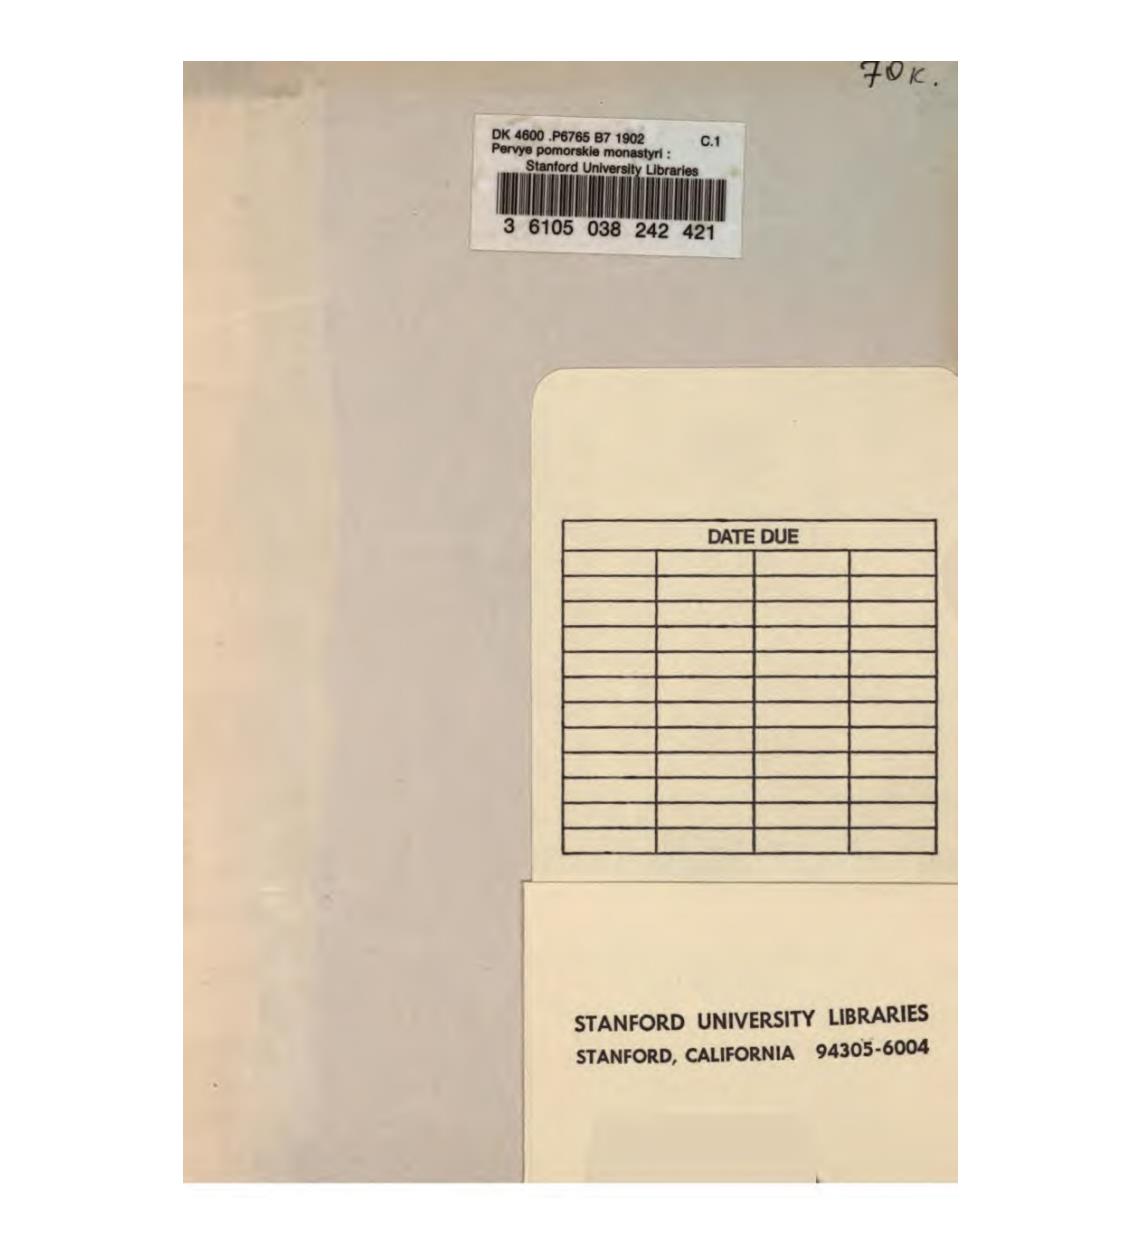 70 к.
DK 4600 .P6765 B7 1902 C.1
Pervye pomorskie monastyri :
Stanford University Libraries
3 6105 038 242 421
DATE DUE
STANFORD UNIVERSITY LIBRARIES
STANFORD, CALIFORNIA 94305-6004